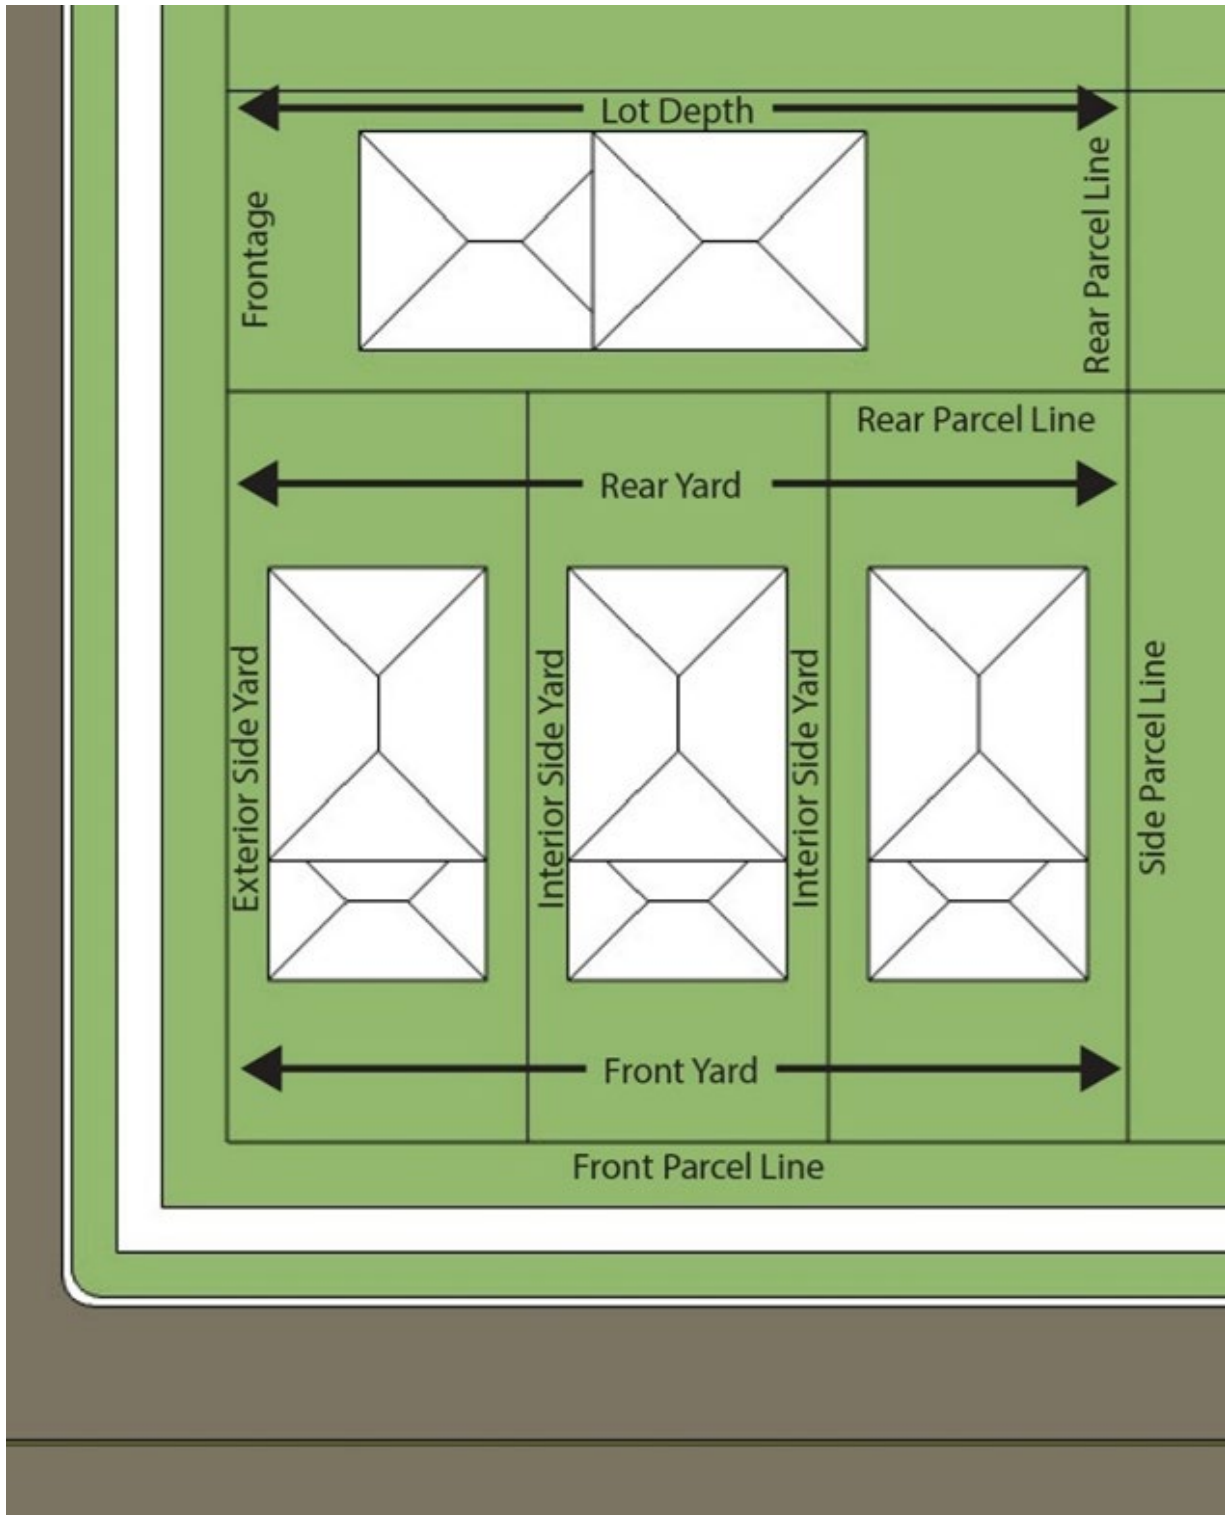 Lot Depth
Frontage
Rear Parcel Line
Rear Parcel Line
Rear Yard
Exterior Side Yard
Interior Side Yard
Interior Side Yard
Side Parcel Line
Front Yard
Front Parcel Line